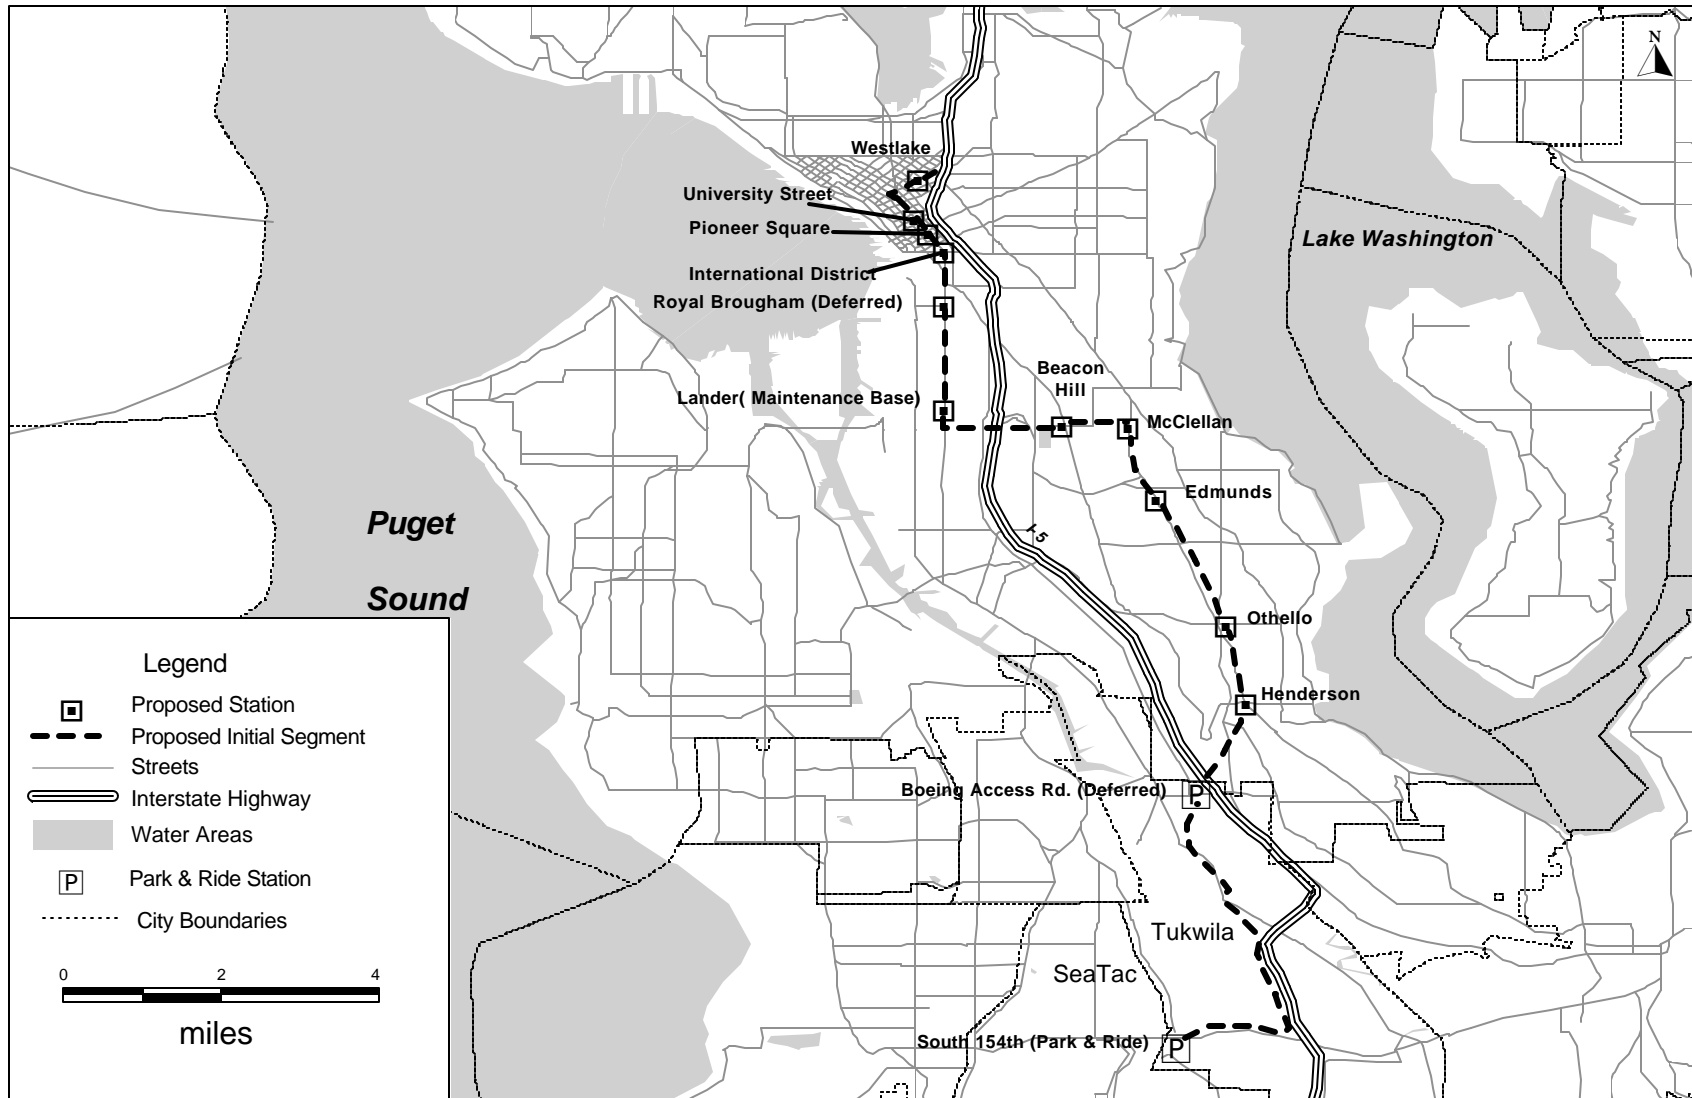 N
Westlake
University Street
Pioneer Square
Lake Washington
International District
Royal Brougham (Deferred)
Beacon
Hill
Lander( Maintenance Base)
McClellan
Edmunds
Puget
Sound
I-5
Othello
Henderson
Boeing Access Rd. (Deferred)
P
Tukwila
SeaTac
South 154th (Park & Ride)
P
Legend
Proposed Station
Proposed Initial Segment
Streets
Interstate Highway
Water Areas
P
Park & Ride Station
City Boundaries
0 2 4
miles